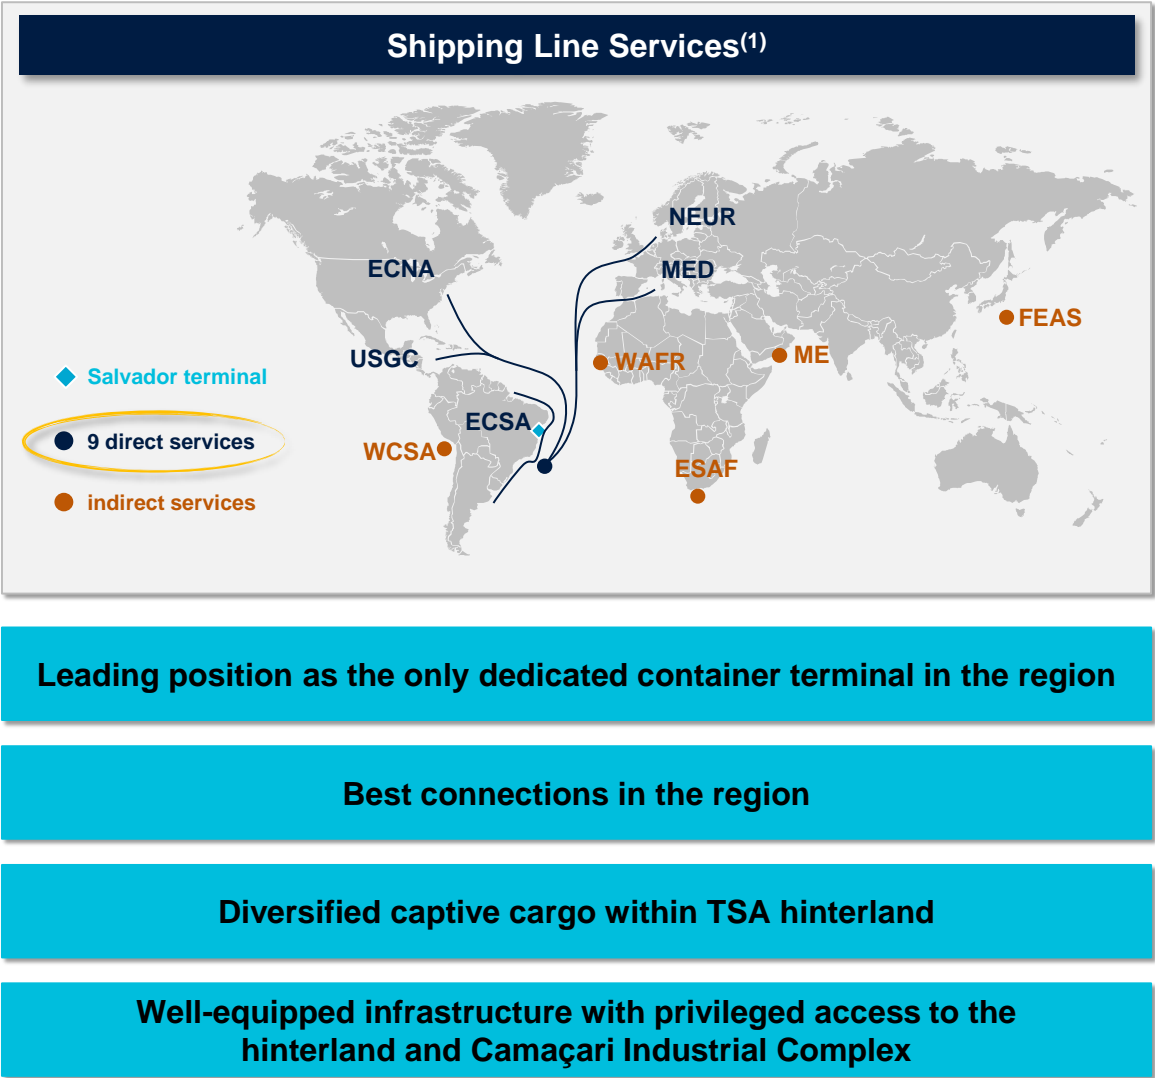 Shipping Line Services(1)
NEUR
ECNA
MED
FEAS
USGC
WAFR
ME
Salvador terminal
ECSA
9 direct services
WCSA
ESAF
indirect services
Leading position as the only dedicated container terminal in the region
Best connections in the region
Diversified captive cargo within TSA hinterland
Well-equipped infrastructure with privileged access to the
hinterland and Camaçari Industrial Complex